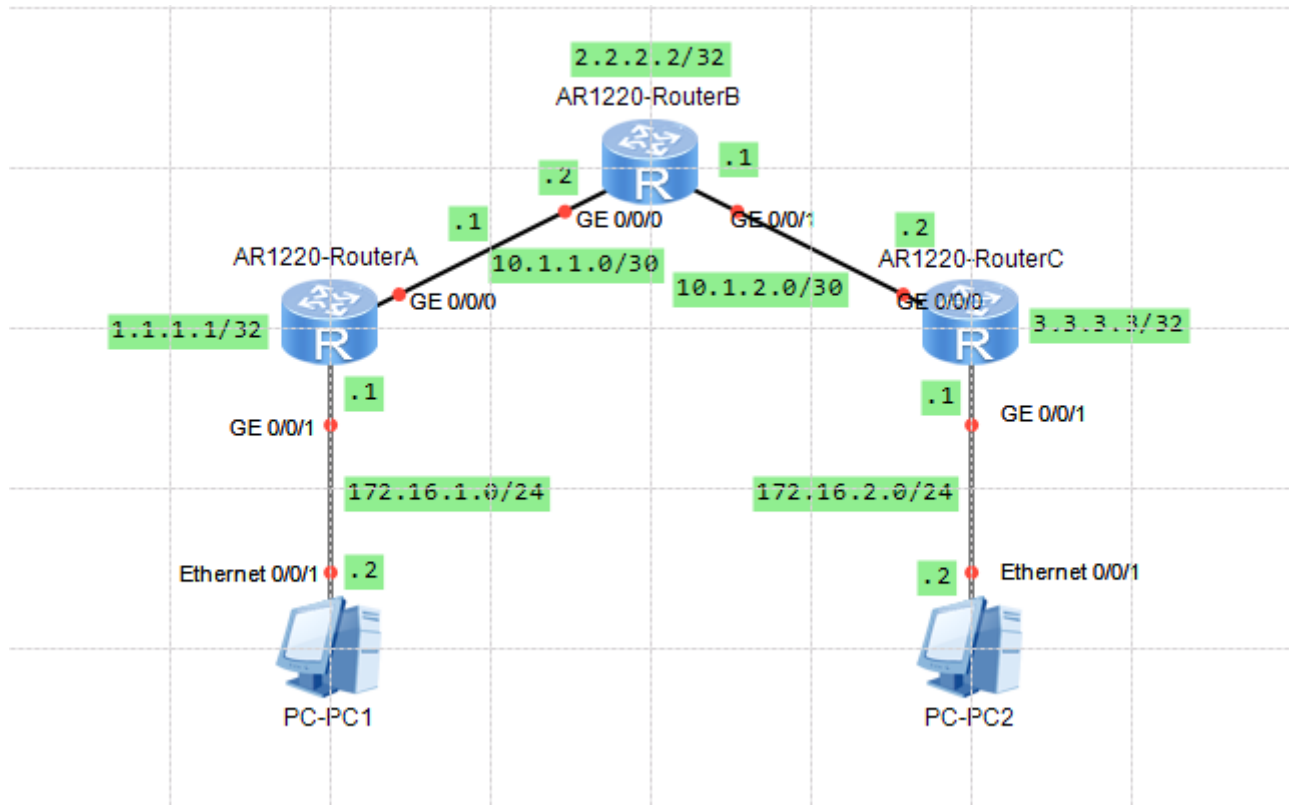 2.2.2.2/32
AR1220-RouterB
.1
.2
R
GE 0/0/0
GE 0/0/1
.1
.2
AR1220-RouterA
10.1.1.0/30
AR1220-RouterC
10.1.2.0/30
GE 0/0/0
GE 0/0/0
1.1.1.1/32
R
R
3.3.3.3/32
.1
.1
GE 0/0/1
GE 0/0/1
172.16.1.0/24
172.16.2.0/24
Ethernet 0/0/1
.2
.2
Ethernet 0/0/1
PC-PC1
PC-PC2